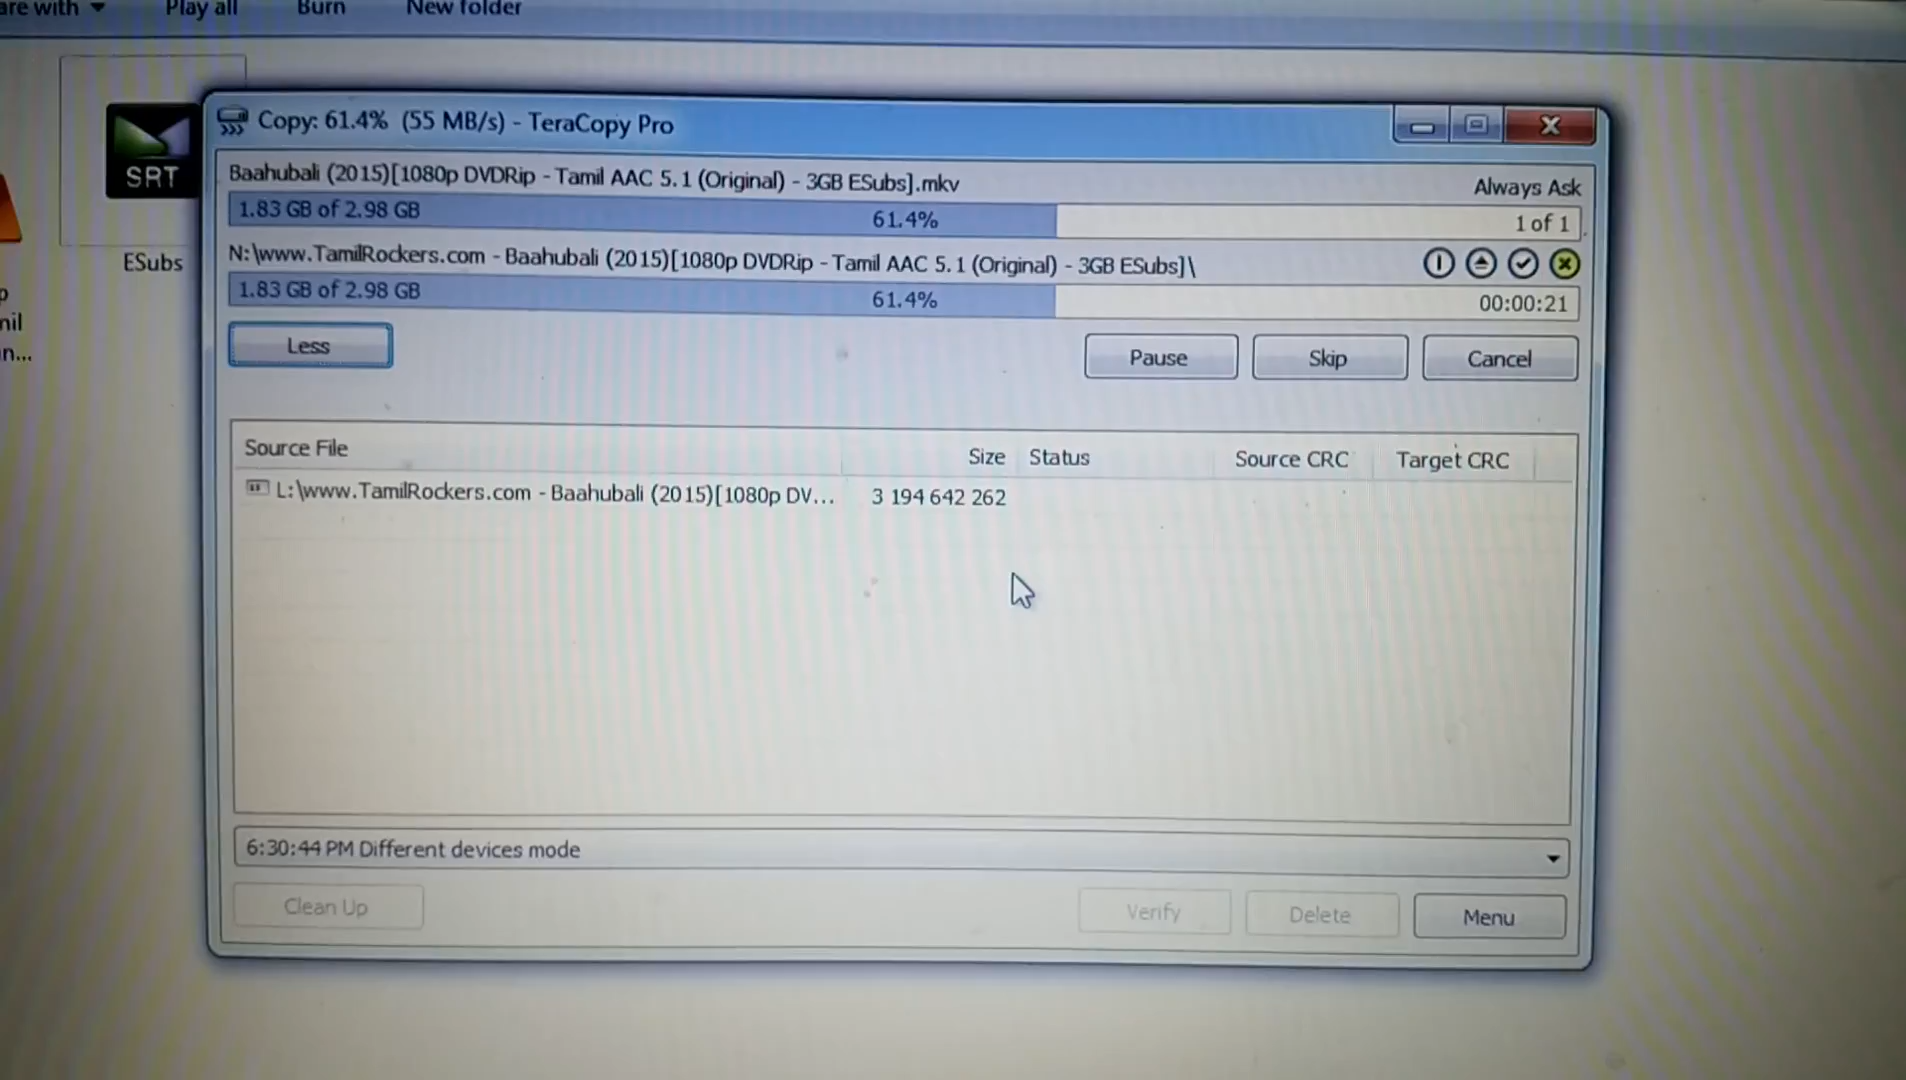 are with Play all Burn New folder
Copy: 61.4% (55 MB/s) - TeraCopy Pro
Baahubali (2015)[1080p DVDRip - Tamil AAC 5.1 (Original) - 3GB ESubs].mkv
Always Ask
1.83 GB of 2.98 GB 61.4% 1 of 1
N:\www.TamilRockers.com - Baahubali (2015)[1080p DVDRip - Tamil AAC 5.1 (Original) - 3GB ESubs]\
1.83 GB of 2.98 GB 61.4% 00:00:21
SRT
ESubs
p
nil
n...
Less Pause Skip Cancel
Source File Size Status Source CRC Target CRC
L:\www.TamilRockers.com - Baahubali (2015)[1080p DV... 3 194 642 262
6:30:44 PM Different devices mode
Clean Up Verify Delete Menu